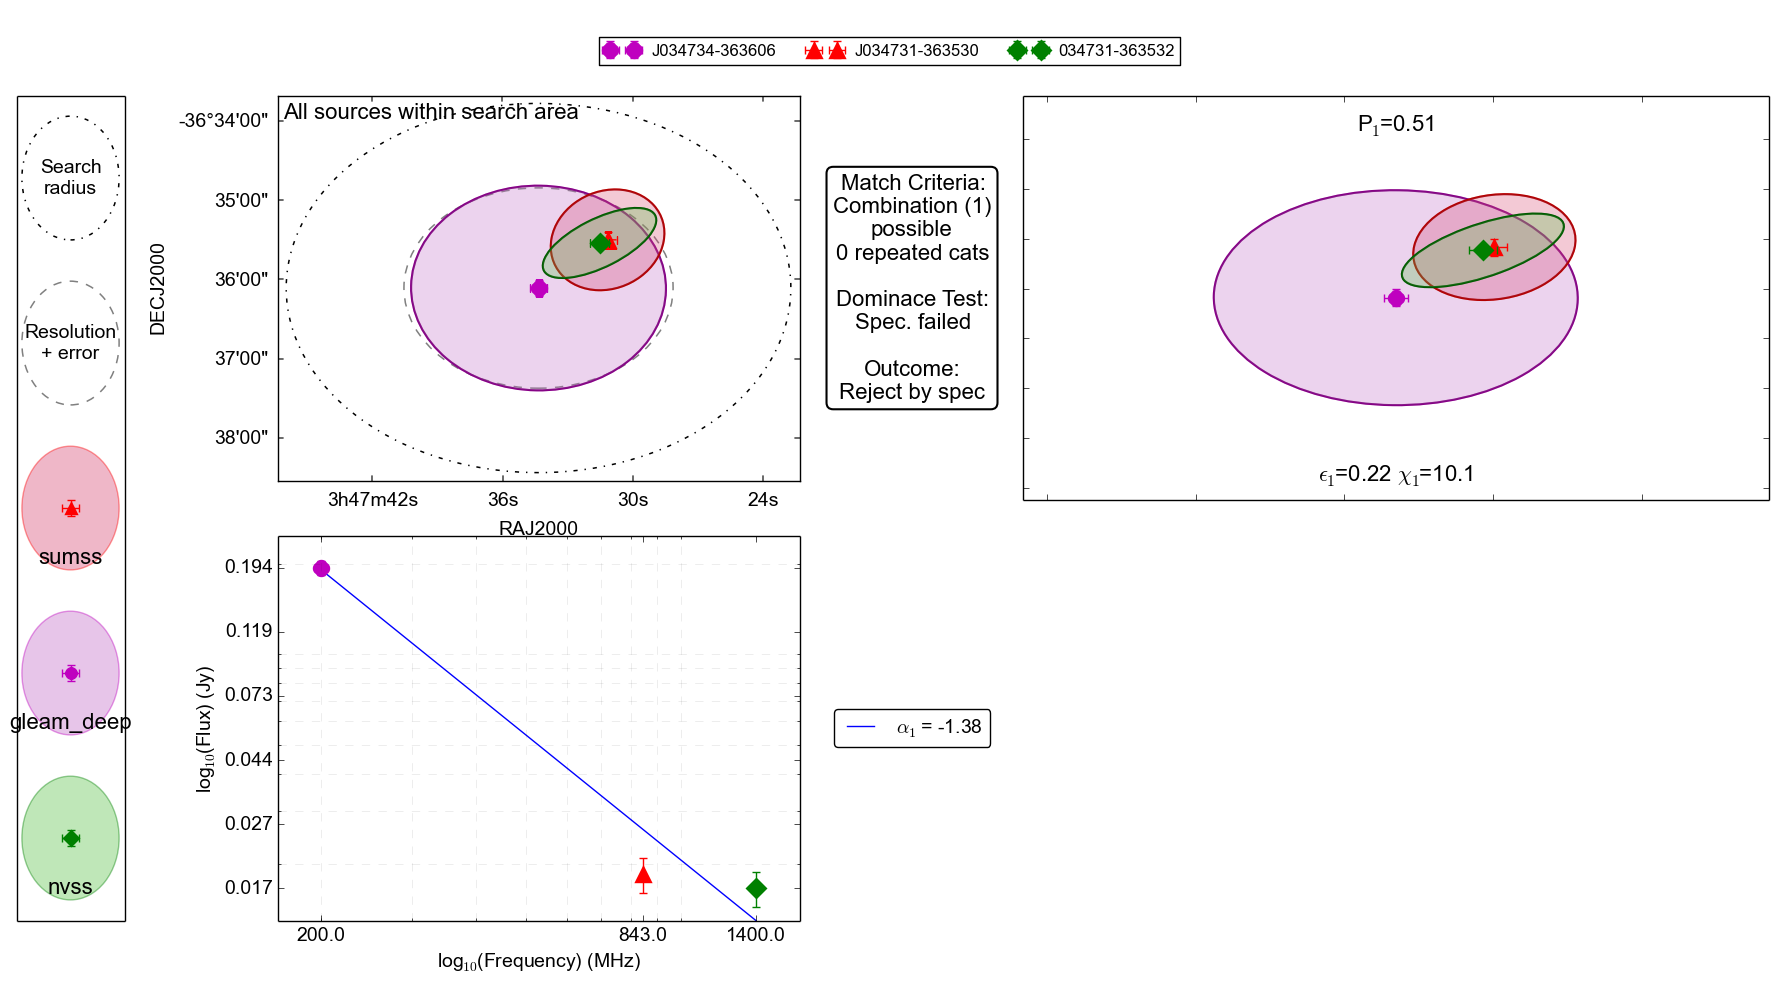 J034734-363606
J034731-363530
034731-363532
Search
radius
Resolution
+ error
sumss
gleam_deep
nvss
All sources within search area
DECJ2000
-36°34'00"
35'00"
36'00"
37'00"
38'00"
3h47m42s
36s
30s
24s
RAJ2000
Match Criteria:
Combination (1)
possible
0 repeated cats
Dominace Test:
Spec. failed
Outcome:
Reject by spec
P₁=0.51
ϵ₁=0.22 χ₁=10.1
log₁₀(Flux) (Jy)
0.194
0.119
0.073
0.044
0.027
0.017
200.0
843.0
1400.0
log₁₀(Frequency) (MHz)
α₁ = -1.38